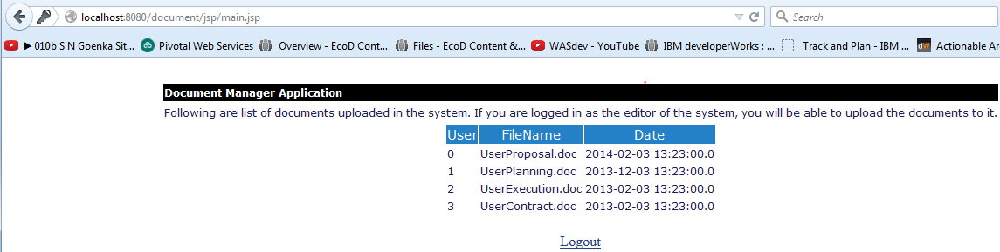 localhost:8080/document/jsp/main.jsp Search
▶ 010b S N Goenka Sit... Pivotal Web Services Overview - EcoD Cont... Files - EcoD Content &... WASdev - YouTube IBM developerWorks : ... Track and Plan - IBM ... dW Actionable Ar
Document Manager Application
Following are list of documents uploaded in the system. If you are logged in as the editor of the system, you will be able to upload the documents to it.
User FileName Date
0 UserProposal.doc 2014-02-03 13:23:00.0
1 UserPlanning.doc 2013-12-03 13:23:00.0
2 UserExecution.doc 2013-02-03 13:23:00.0
3 UserContract.doc 2013-02-03 13:23:00.0
Logout